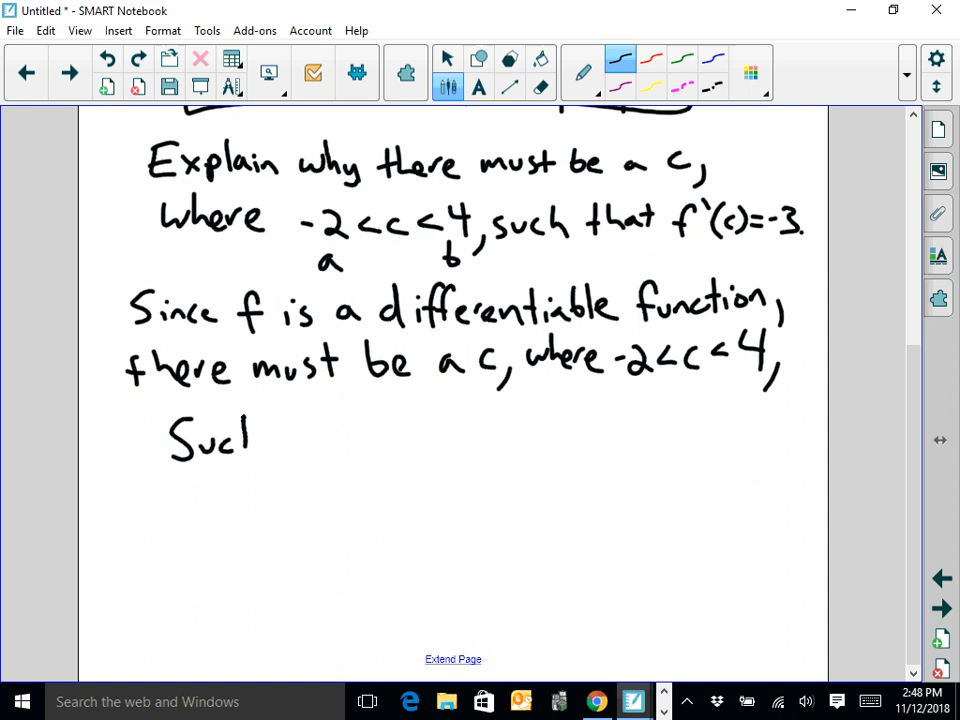 Untitled * - SMART Notebook
File Edit View Insert Format Tools Add-ons Account Help
Explain why there must be a c,
where -2 < c < 4, such that f'(c)=-3.
a b
Since f is a differentiable function,
there must be a c, where -2 < c < 4,
Sucl
Extend Page
Search the web and Windows
2:48 PM
11/12/2018